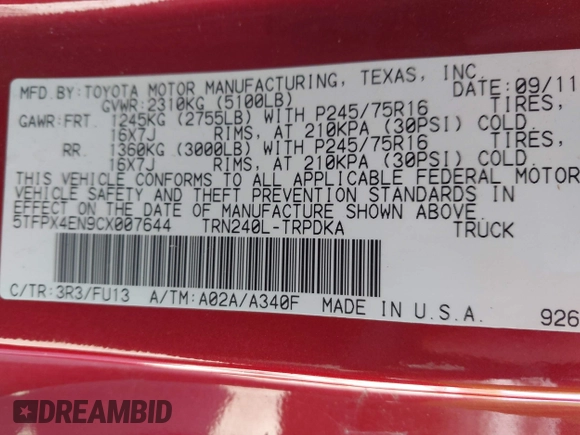 MFD.BY:TOYOTA MOTOR MANUFACTURING, TEXAS, INC.
GVWR:2310KG (5100LB) DATE: 09/11
GAWR:FRT. 1245KG (2755LB) WITH P245/75R16 TIRES,
16X7J RIMS, AT 210KPA (30PSI) COLD.
RR. 1360KG (3000LB) WITH P245/75R16 TIRES,
16X7J RIMS, AT 210KPA (30PSI) COLD.
THIS VEHICLE CONFORMS TO ALL APPLICABLE FEDERAL MOTOR
VEHICLE SAFETY AND THEFT PREVENTION STANDARDS IN
EFFECT ON THE DATE OF MANUFACTURE SHOWN ABOVE.
5TFPX4EN9CX007644 TRN240L-TRPDKA TRUCK
C/TR:3R3/FU13 A/TM:A02A/A340F MADE IN U.S.A. 926
DREAMBID